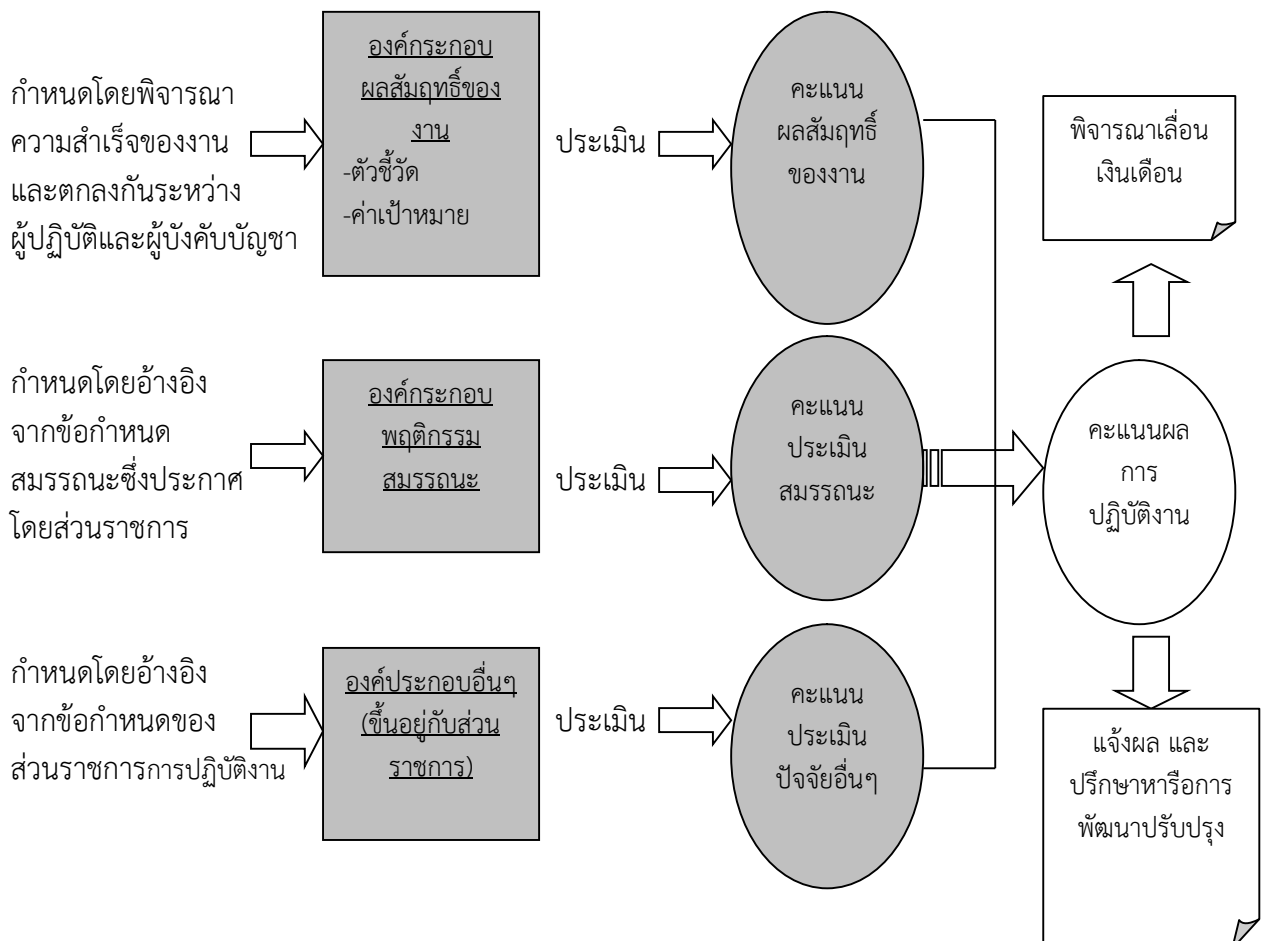 กำหนดโดยพิจารณา
ความสำเร็จของงาน
และตกลงกันระหว่าง
ผู้ปฏิบัติและผู้บังคับบัญชา
องค์กระกอบ
ผลสัมฤทธิ์ของ
งาน
-ตัวชี้วัด
-ค่าเป้าหมาย
ประเมิน
คะแนน
ผลสัมฤทธิ์
ของงาน
พิจารณาเลื่อน
เงินเดือน
กำหนดโดยอ้างอิง
จากข้อกำหนด
สมรรถนะซึ่งประกาศ
โดยส่วนราชการ
องค์กระกอบ
พฤติกรรม
สมรรถนะ
ประเมิน
คะแนน
ประเมิน
สมรรถนะ
คะแนนผล
การ
ปฏิบัติงาน
กำหนดโดยอ้างอิง
จากข้อกำหนดของ
ส่วนราชการการปฏิบัติงาน
องค์ประกอบอื่นๆ
(ขึ้นอยู่กับส่วน
ราชการ)
ประเมิน
คะแนน
ประเมิน
ปัจจัยอื่นๆ
แจ้งผล และ
ปรึกษาหารือการ
พัฒนาปรับปรุง